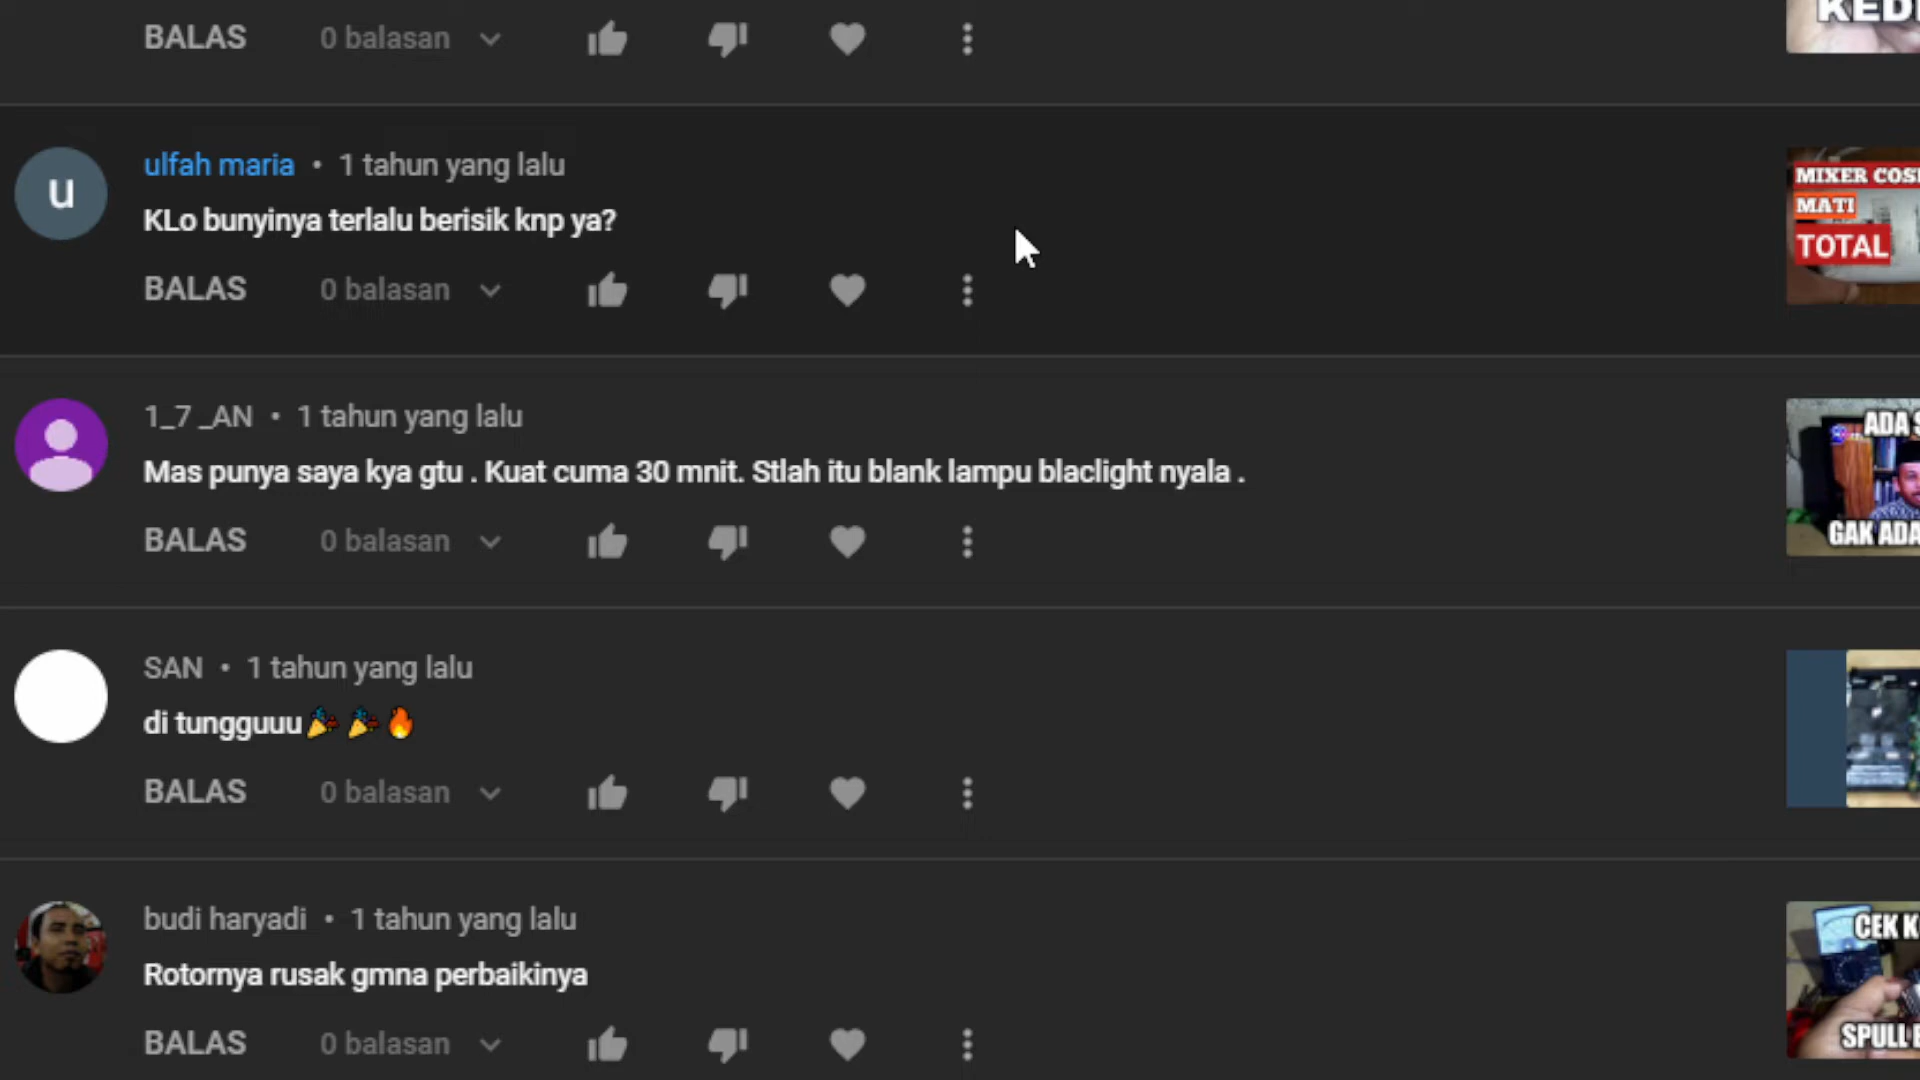 KED
BALAS 0 balasan
u
ulfah maria • 1 tahun yang lalu
KLo bunyinya terlalu berisik knp ya?
BALAS 0 balasan
MIXER COS
MATI
TOTAL
1_7 _AN • 1 tahun yang lalu
Mas punya saya kya gtu . Kuat cuma 30 mnit. Stlah itu blank lampu blaclight nyala .
BALAS 0 balasan
ADA S
GAK ADA
SAN • 1 tahun yang lalu
di tungguuu🎉 🎉🔥
BALAS 0 balasan
budi haryadi • 1 tahun yang lalu
Rotornya rusak gmna perbaikinya
BALAS 0 balasan
CEK K
SPULL